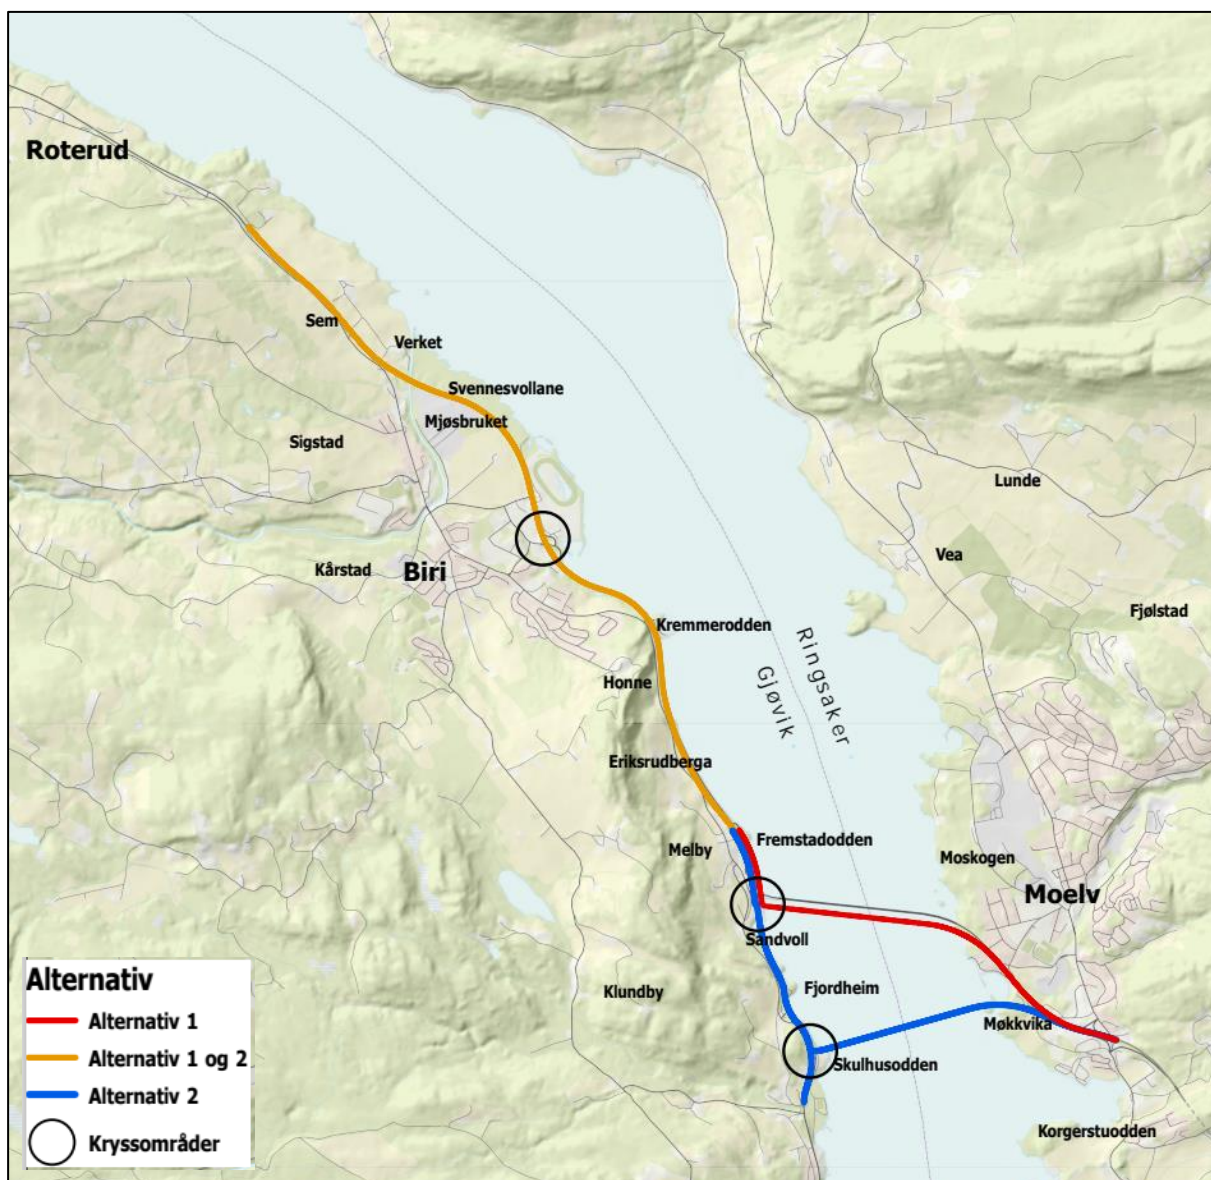 Roterud
Sem
Verket
Svennesvollane
Mjøsbruket
Sigstad
Lunde
Vea
Kårstad
Biri
Fjølstad
Kremmerodden
Ringsaker
Gjøvik
Honne
Eriksrudberga
Melby
Fremstadodden
Moskogen
Moelv
Sandvoll
Klundby
Fjordheim
Møkkvika
Skulhusodden
Korgerstuodden
Alternativ
Alternativ 1
Alternativ 1 og 2
Alternativ 2
Kryssområder